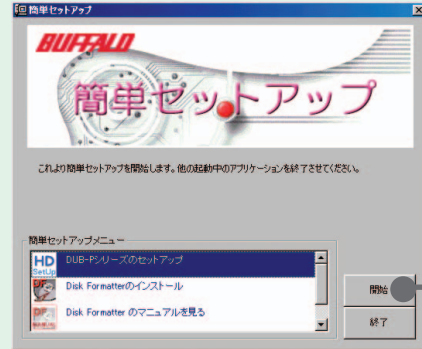 簡単セットアップ
BUFFALO
簡単セットアップ
これより簡単セットアップを開始します。他の起動中のアプリケーションを終了させてください。
簡単セットアップメニュー
HD
SetUp
DUB-PSシリーズのセットアップ
Disk Formatterのインストール
Disk Formatter のマニュアルを見る
開始
終了